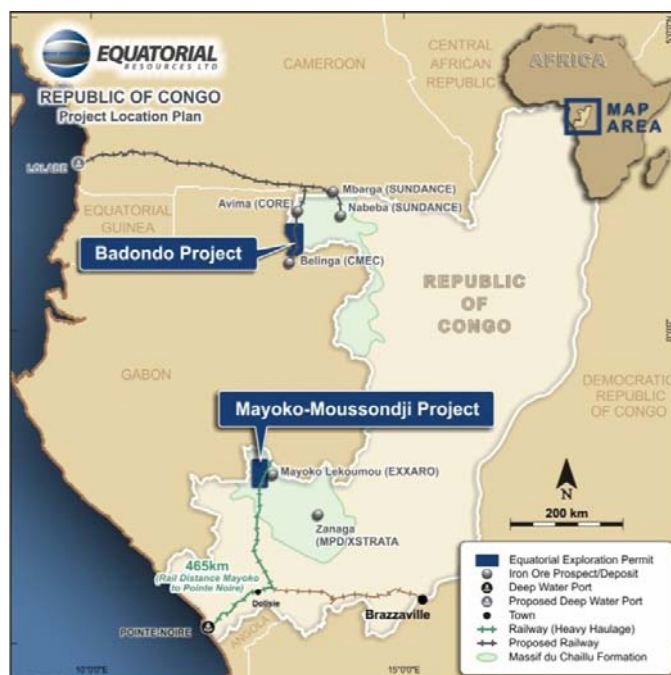 EQUATORIAL
RESOURCES LTD
REPUBLIC OF CONGO
Project Location Plan
CAMEROON
CENTRAL
AFRICAN
REPUBLIC
AFRICA
MAP
AREA
LOLABE
Mbarga (SUNDANCE)
Avima (CORE)
Nabeba (SUNDANCE)
EQUATORIAL
GUINEA
Badondo Project
Belinga (CMEC)
REPUBLIC
OF
CONGO
GABON
DEMOCRATIC
REPUBLIC
OF CONGO
Mayoko-Moussondji Project
Mayoko Lekoumou (EXXARO)
N
200 km
Zanaga
(MPD/XSTRATA
465km
(Rail Distance Mayoko
to Pointe Noire)
Dolisie
Brazzaville
POINTE-NOIRE
ANGOLA
Equatorial Exploration Permit
Iron Ore Prospect/Deposit
Deep Water Port
Proposed Deep Water Port
Town
Railway (Heavy Haulage)
Proposed Railway
Massif du Chaillu Formation
10°0'0"E
15°0'0"E